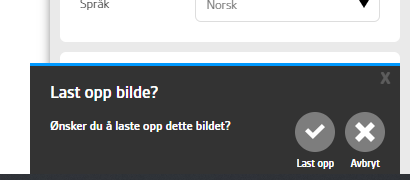 Språk
Norsk
X
Last opp bilde?
Ønsker du å laste opp dette bildet?
Last opp
Avbryt